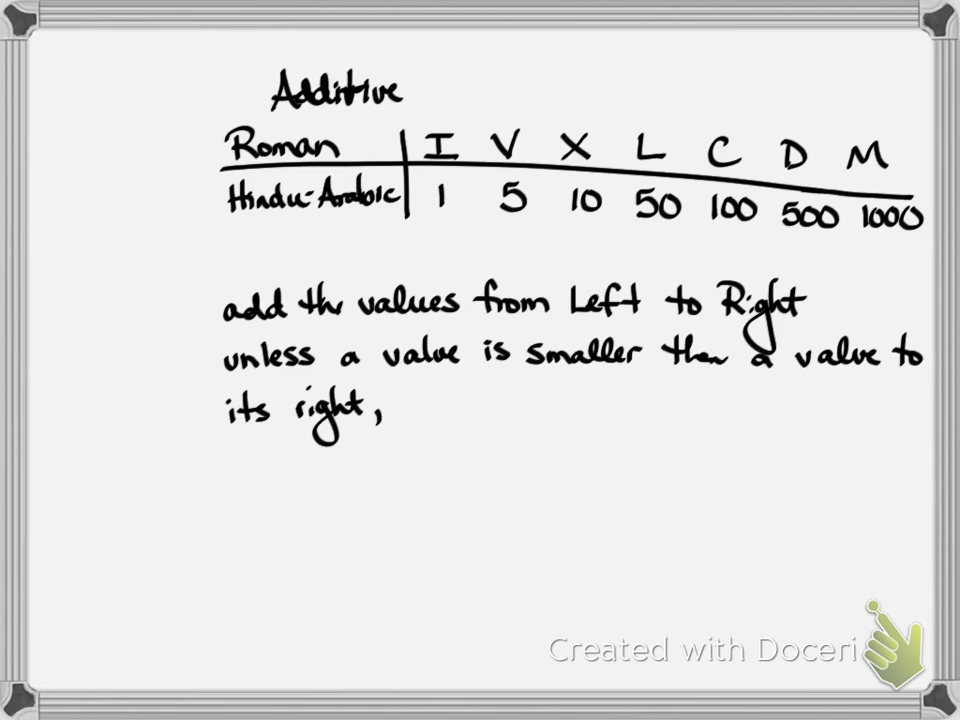 Additive
Roman I V X L C D M
Hindu-Arabic 1 5 10 50 100 500 1000
add the values from Left to Right
unless a value is smaller than a value to
its right,
Created with Doceri